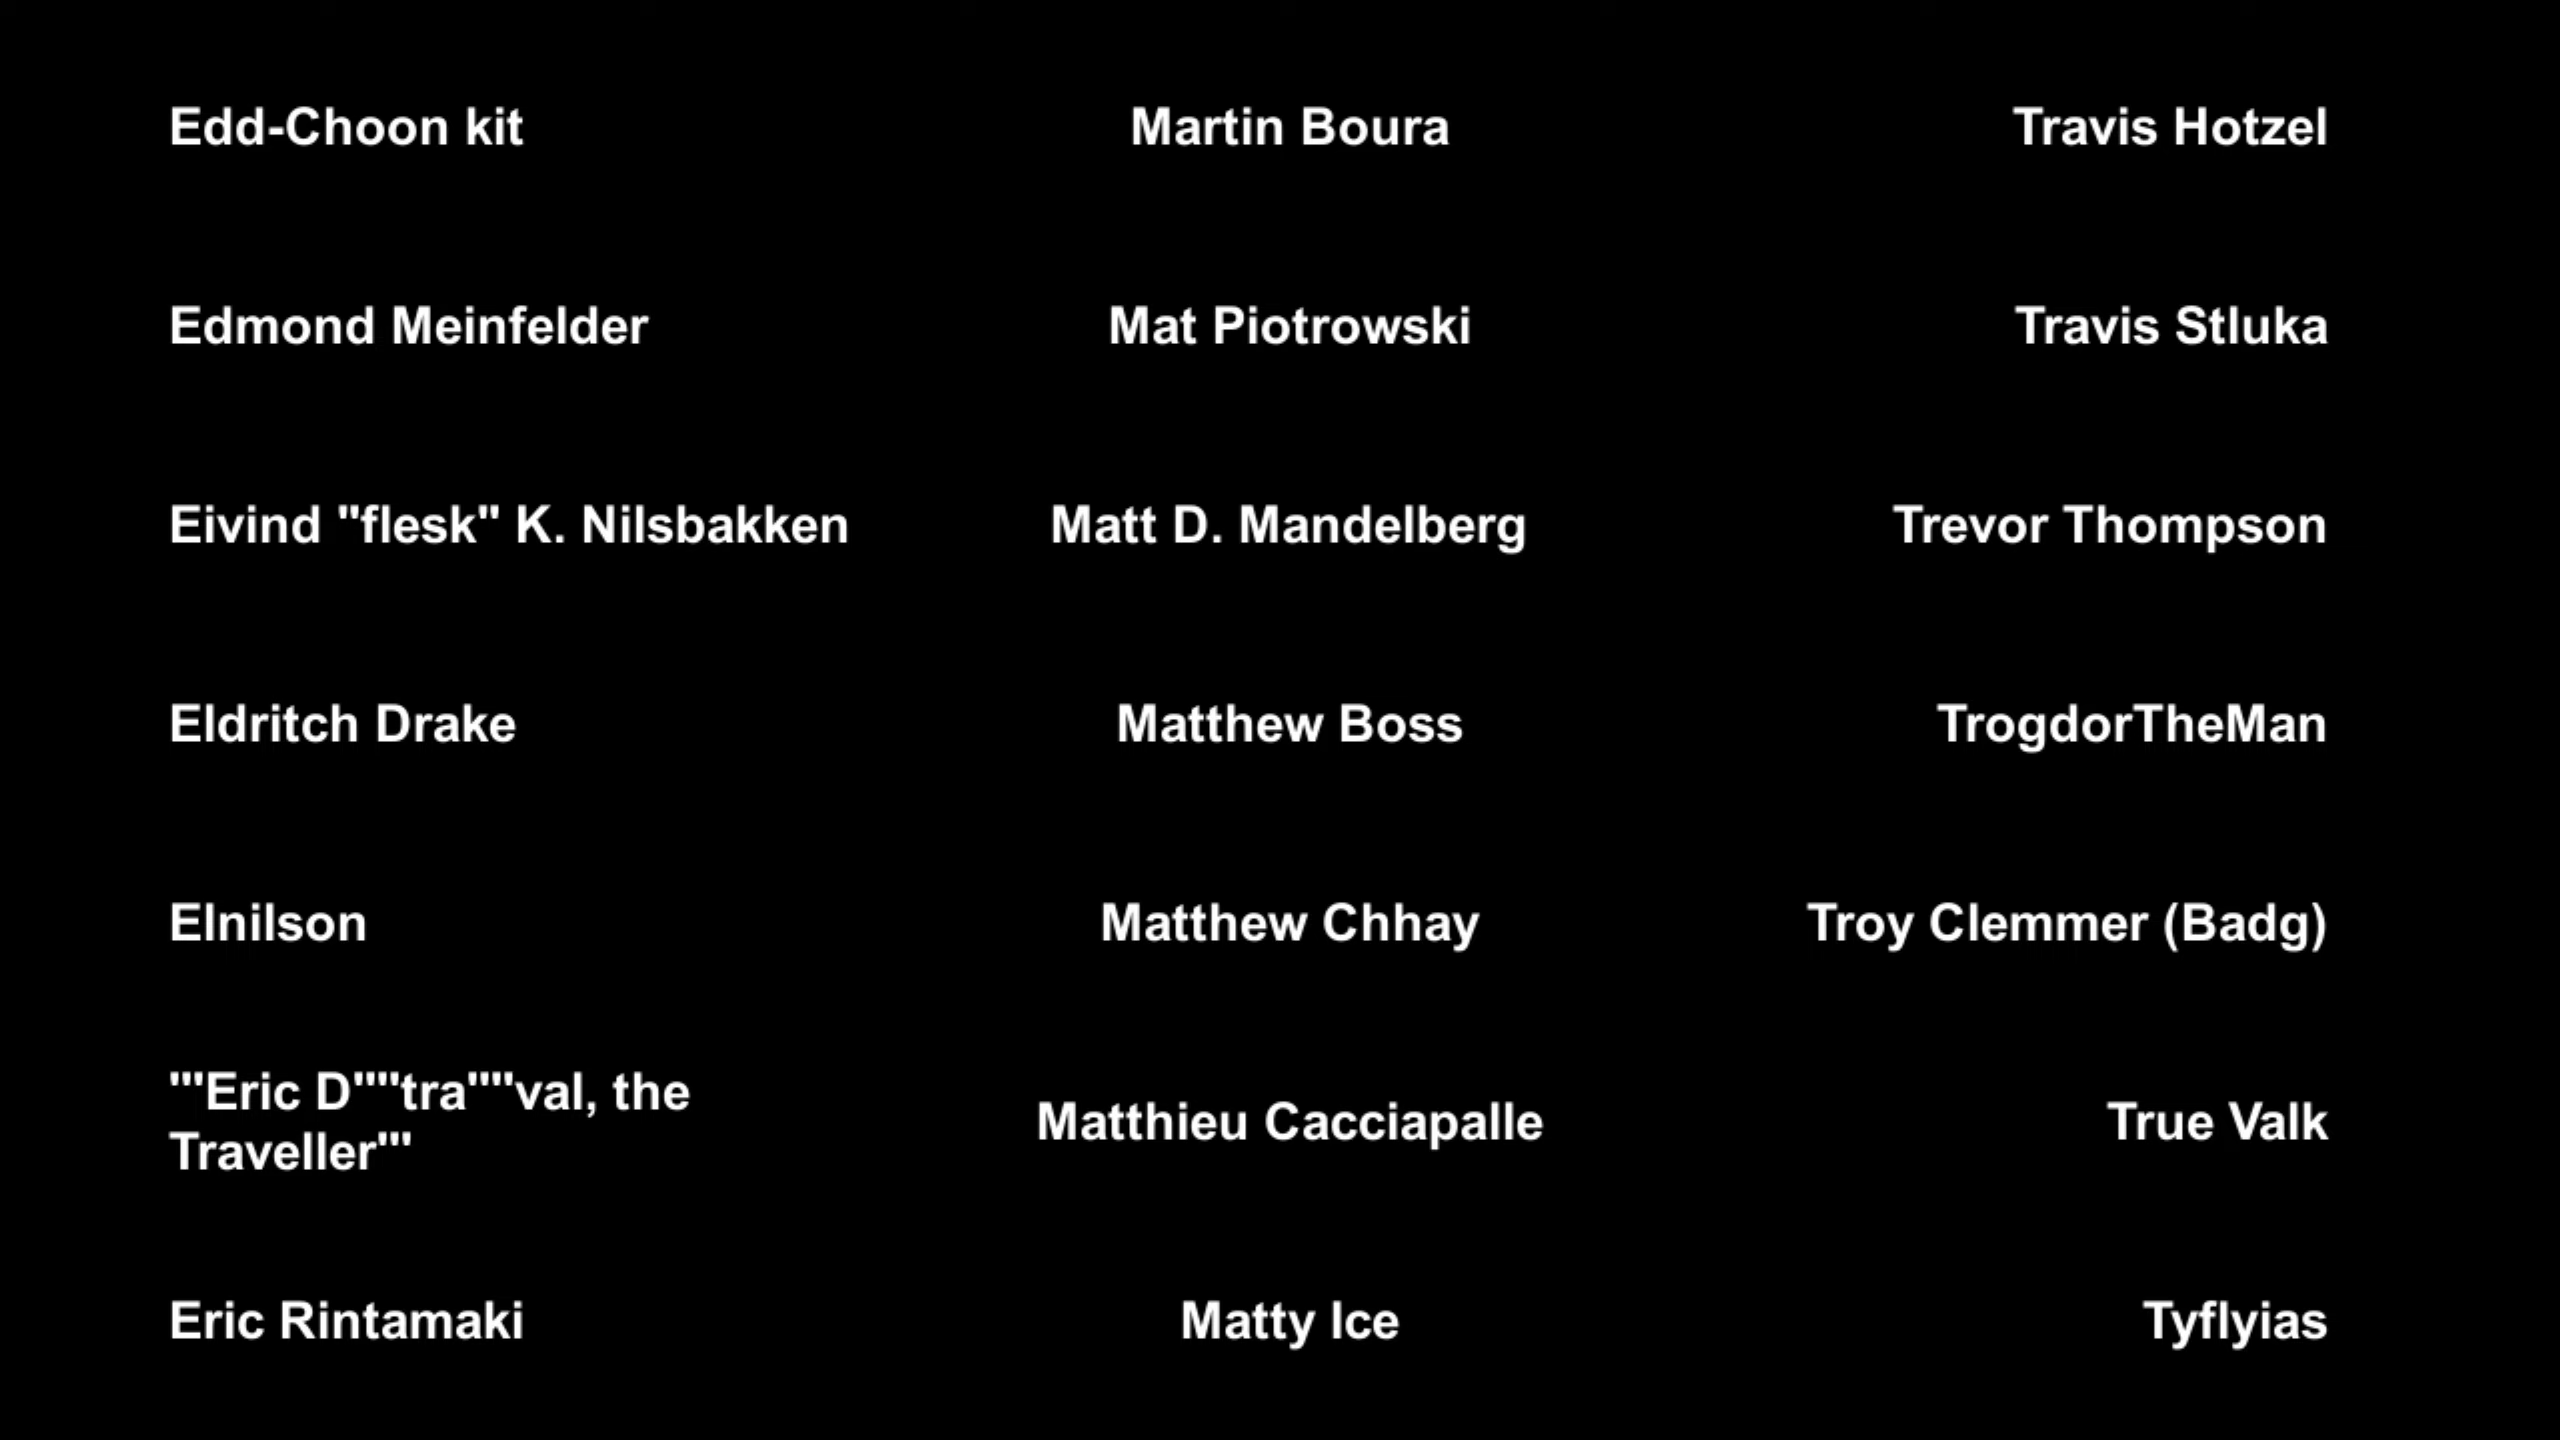 Edd-Choon kit
Martin Boura
Travis Hotzel
Edmond Meinfelder
Mat Piotrowski
Travis Stluka
Eivind "flesk" K. Nilsbakken
Matt D. Mandelberg
Trevor Thompson
Eldritch Drake
Matthew Boss
TrogdorTheMan
Elnilson
Matthew Chhay
Troy Clemmer (Badg)
'"Eric D""tra""val, the
Traveller"'
Matthieu Cacciapalle
True Valk
Eric Rintamaki
Matty Ice
Tyflyias